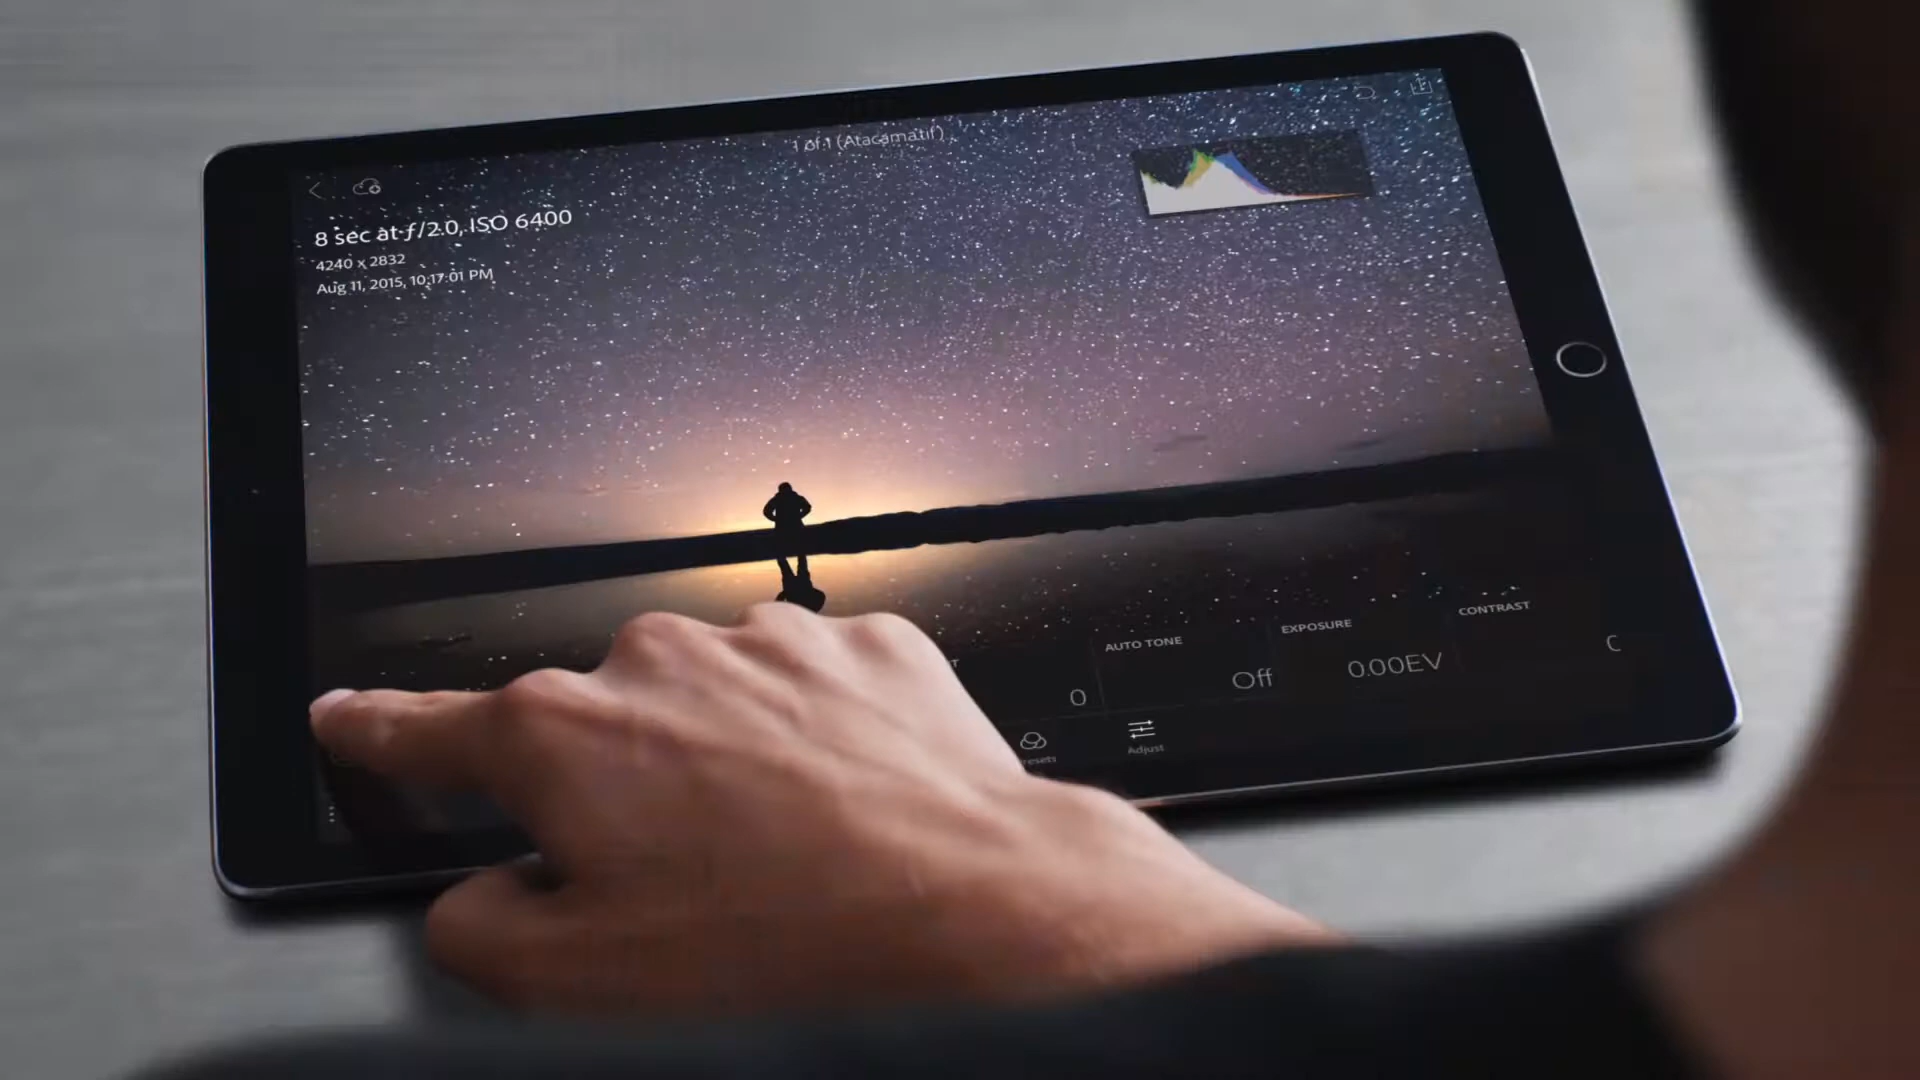 1 of 1 (Atacama.tif)
8 sec at f/2.0, ISO 6400
4240 x 2832
Aug 11, 2015, 10:17:01 PM
AUTO TONE
EXPOSURE
CONTRAST
0
Off
0.00EV
Adjust